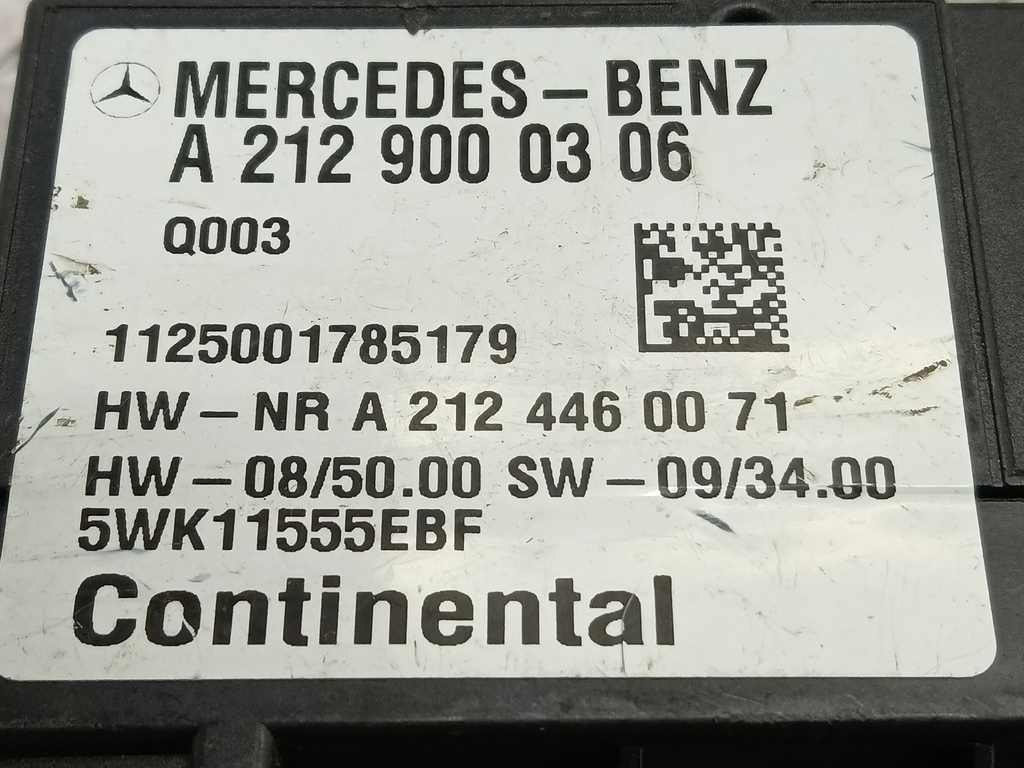 MERCEDES-BENZ
A 212 900 03 06
Q003
1125001785179
HW-NR A 212 446 00 71
HW-08/50.00 SW-09/34.00
5WK11555EBF
Continental